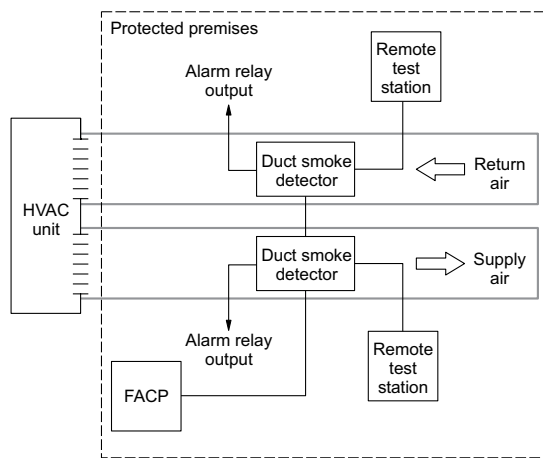 Protected premises
Alarm relay
output
Remote
test
station
Duct smoke
detector
Return
air
HVAC
unit
Duct smoke
detector
Supply
air
Alarm relay
output
Remote
test
station
FACP